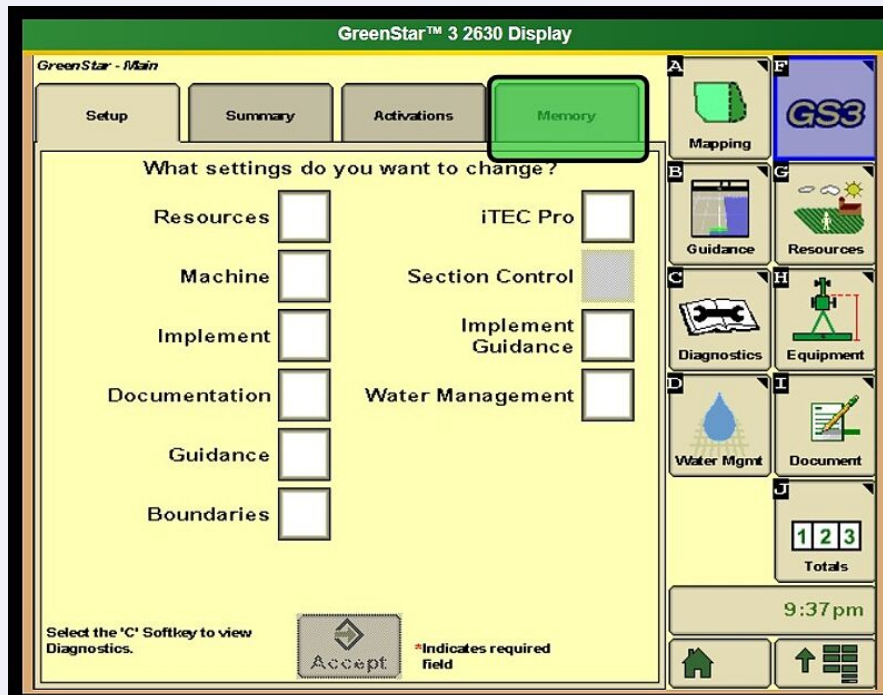 GreenStar™ 3 2630 Display
GreenStar - Main
Setup
Summary
Activations
Memory
What settings do you want to change?
Resources
Machine
Implement
Documentation
Guidance
Boundaries
iTEC Pro
Section Control
Implement
Guidance
Water Management
Select the 'C' Softkey to view
Diagnostics.
Accept
*Indicates required
field
A
Mapping
F
GS3
B
Guidance
G
Resources
C
Diagnostics
H
Equipment
D
Water Mgmt
I
Document
J
1 2 3
Totals
9:37pm